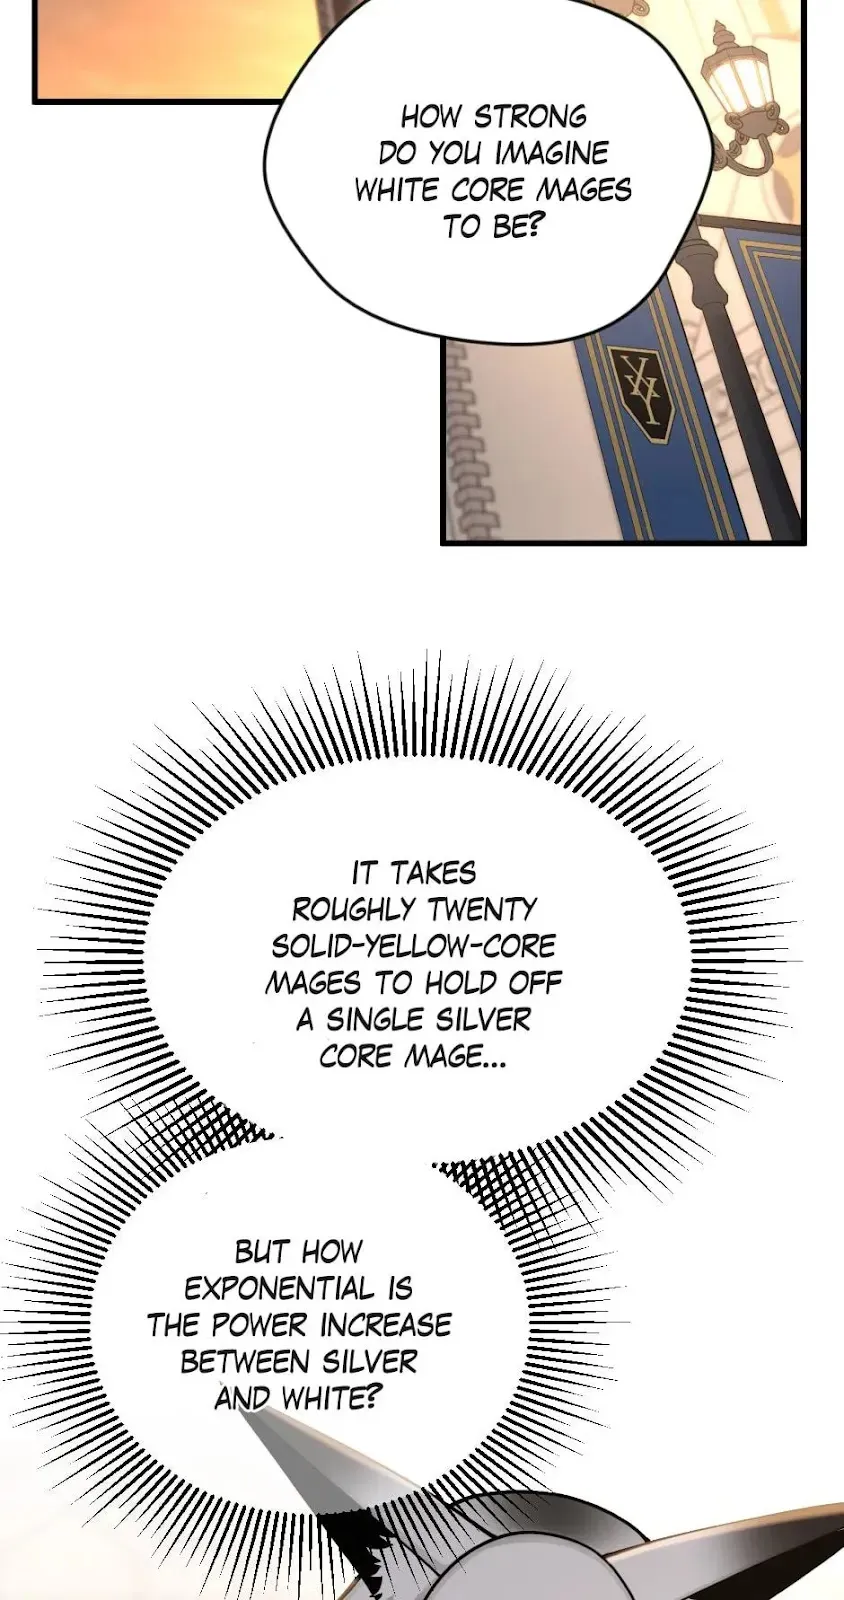 HOW STRONG
DO YOU IMAGINE
WHITE CORE MAGES
TO BE?
IT TAKES
ROUGHLY TWENTY
SOLID-YELLOW-CORE
MAGES TO HOLD OFF
A SINGLE SILVER
CORE MAGE...
BUT HOW
EXPONENTIAL IS
THE POWER INCREASE
BETWEEN SILVER
AND WHITE?